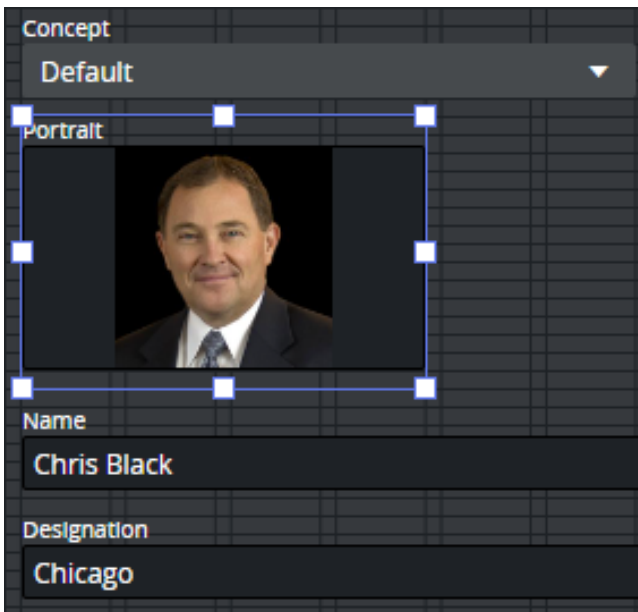 Concept
Default
Portrait
Name
Chris Black
Designation
Chicago